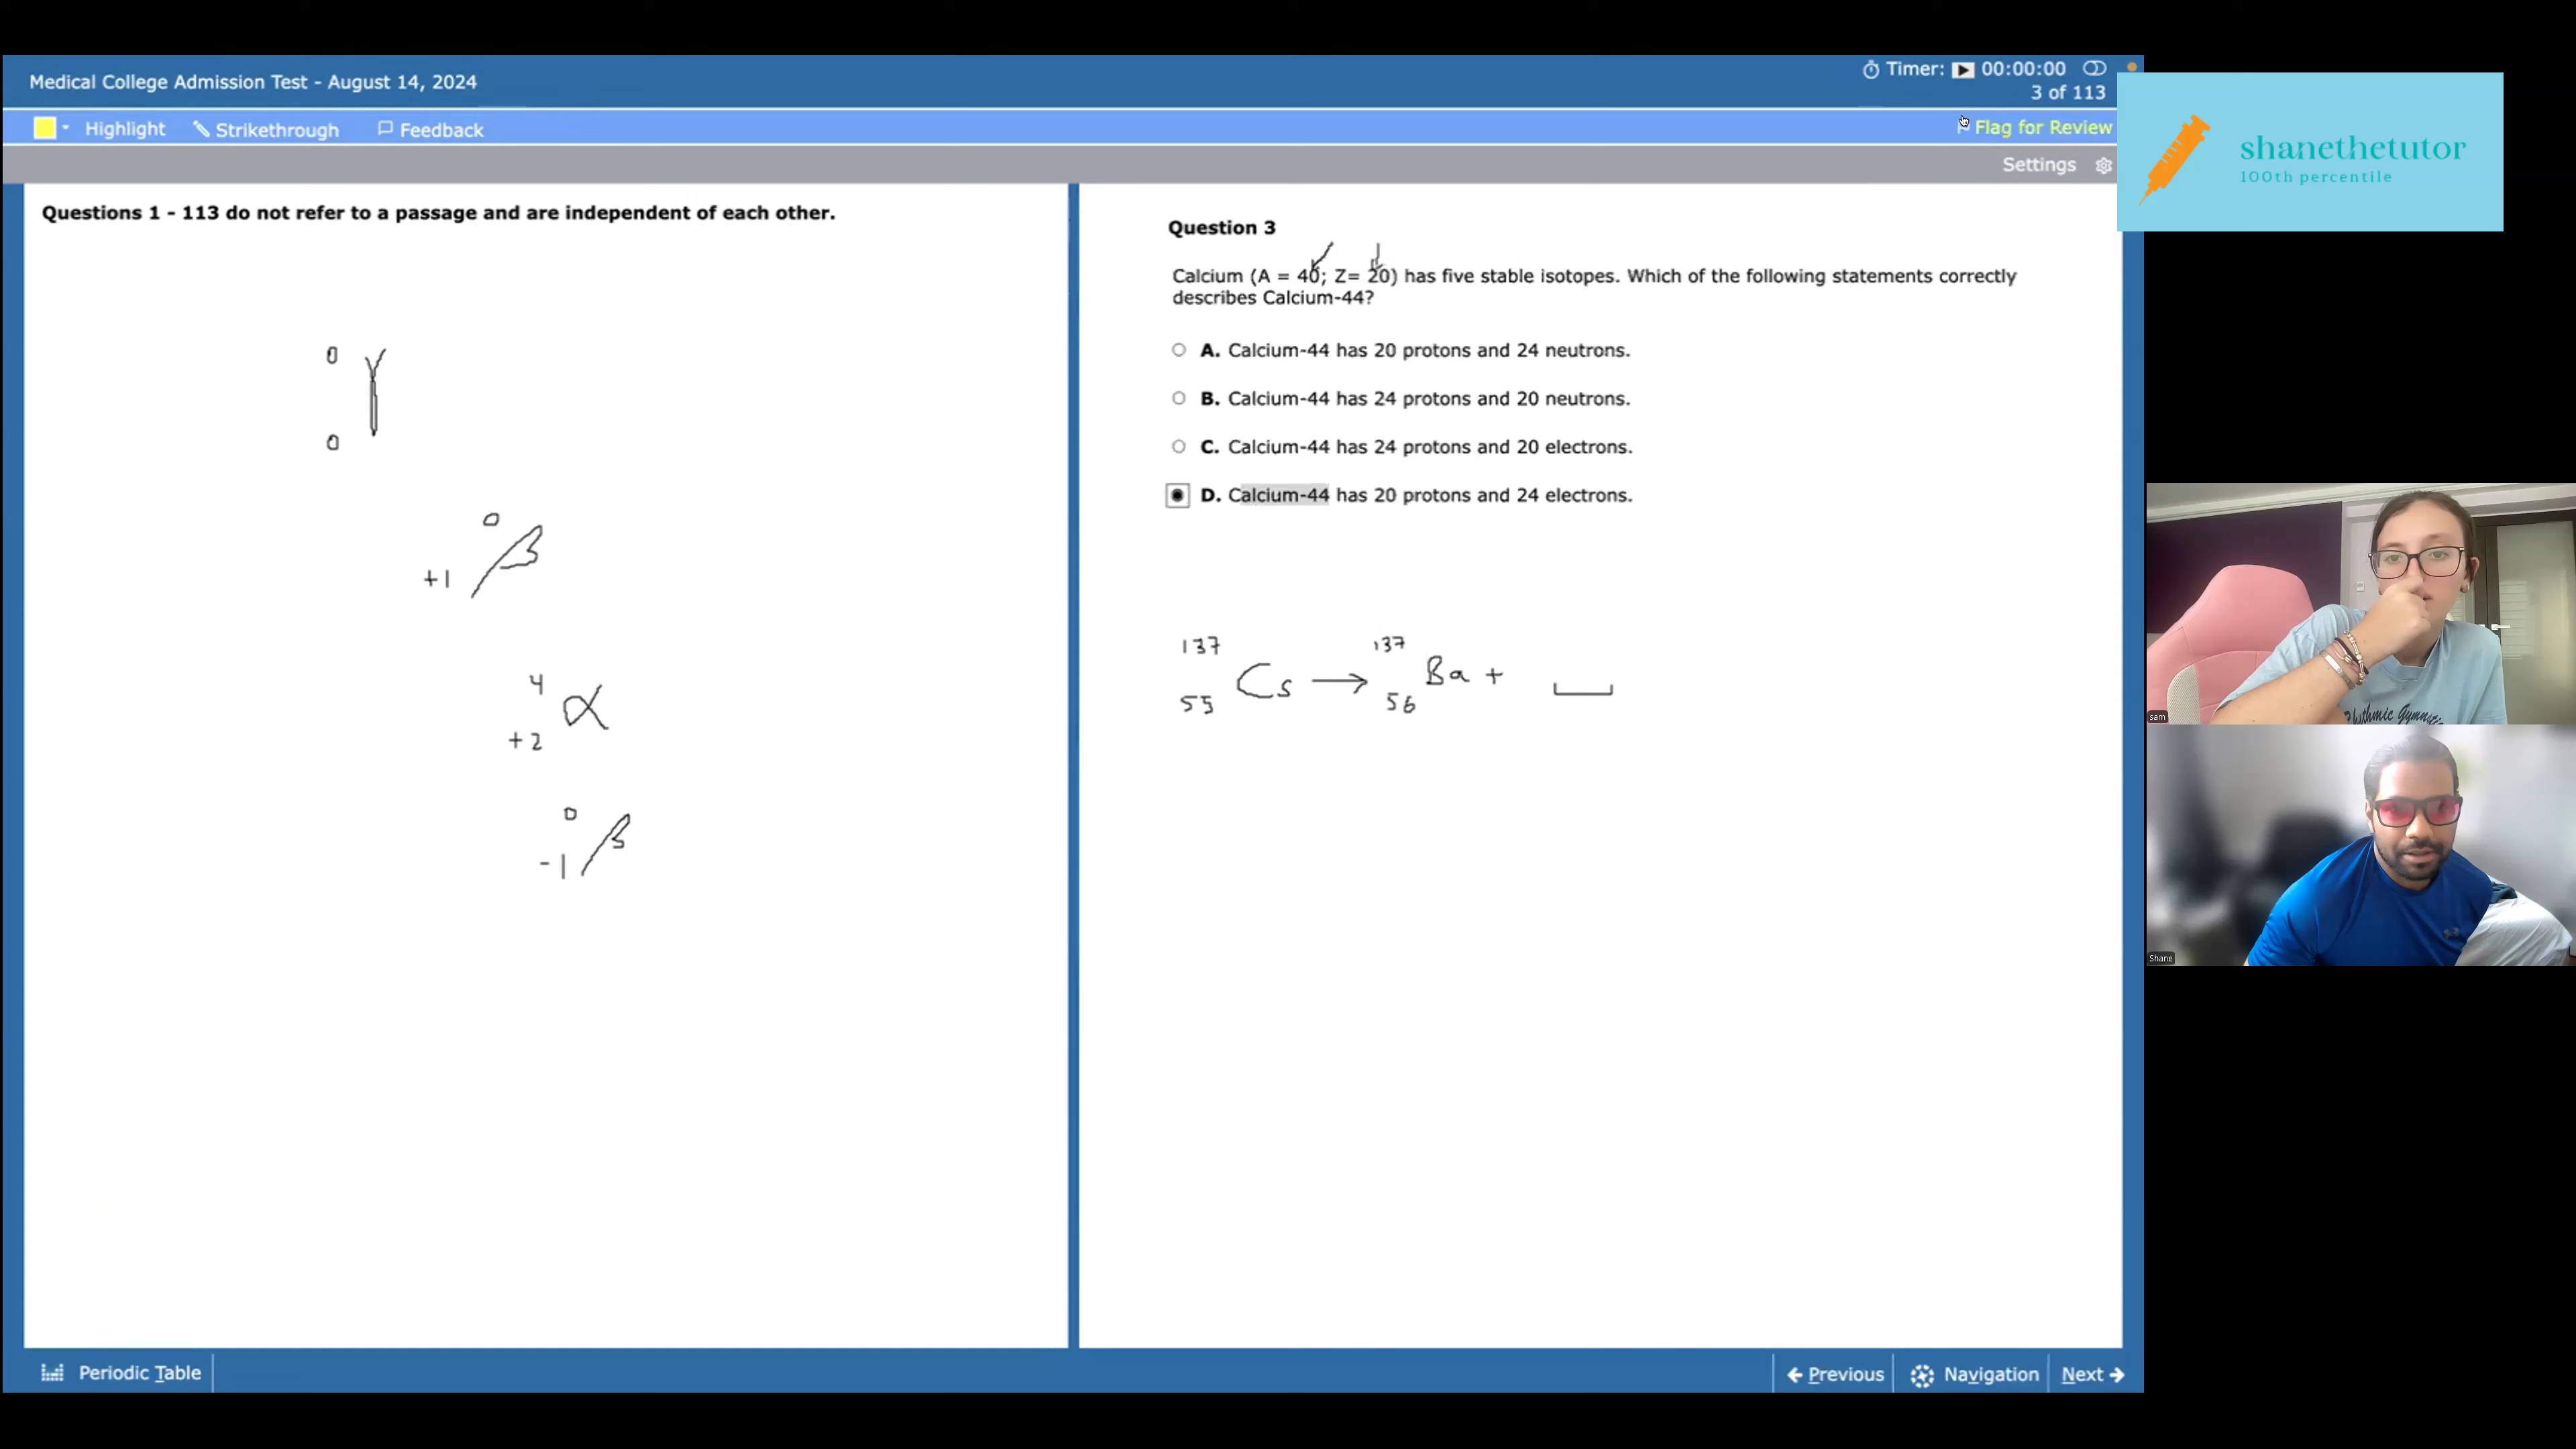 Medical College Admission Test - August 14, 2024
Timer: 00:00:00
3 of 113
Highlight
Strikethrough
Feedback
Flag for Review
Settings
shanethetutor
100th percentile
Questions 1 - 113 do not refer to a passage and are independent of each other.
0
γ
0
0
+1 β
4
α
+2
0
-1 β
Question 3
Calcium (A = 40; Z= 20) has five stable isotopes. Which of the following statements correctly
describes Calcium-44?
A. Calcium-44 has 20 protons and 24 neutrons.
B. Calcium-44 has 24 protons and 20 neutrons.
C. Calcium-44 has 24 protons and 20 electrons.
D. Calcium-44 has 20 protons and 24 electrons.
137 137
Cs → Ba +
55 56
sam
Rhythmic Gymnastics
Shane
Periodic Table
Previous
Navigation
Next